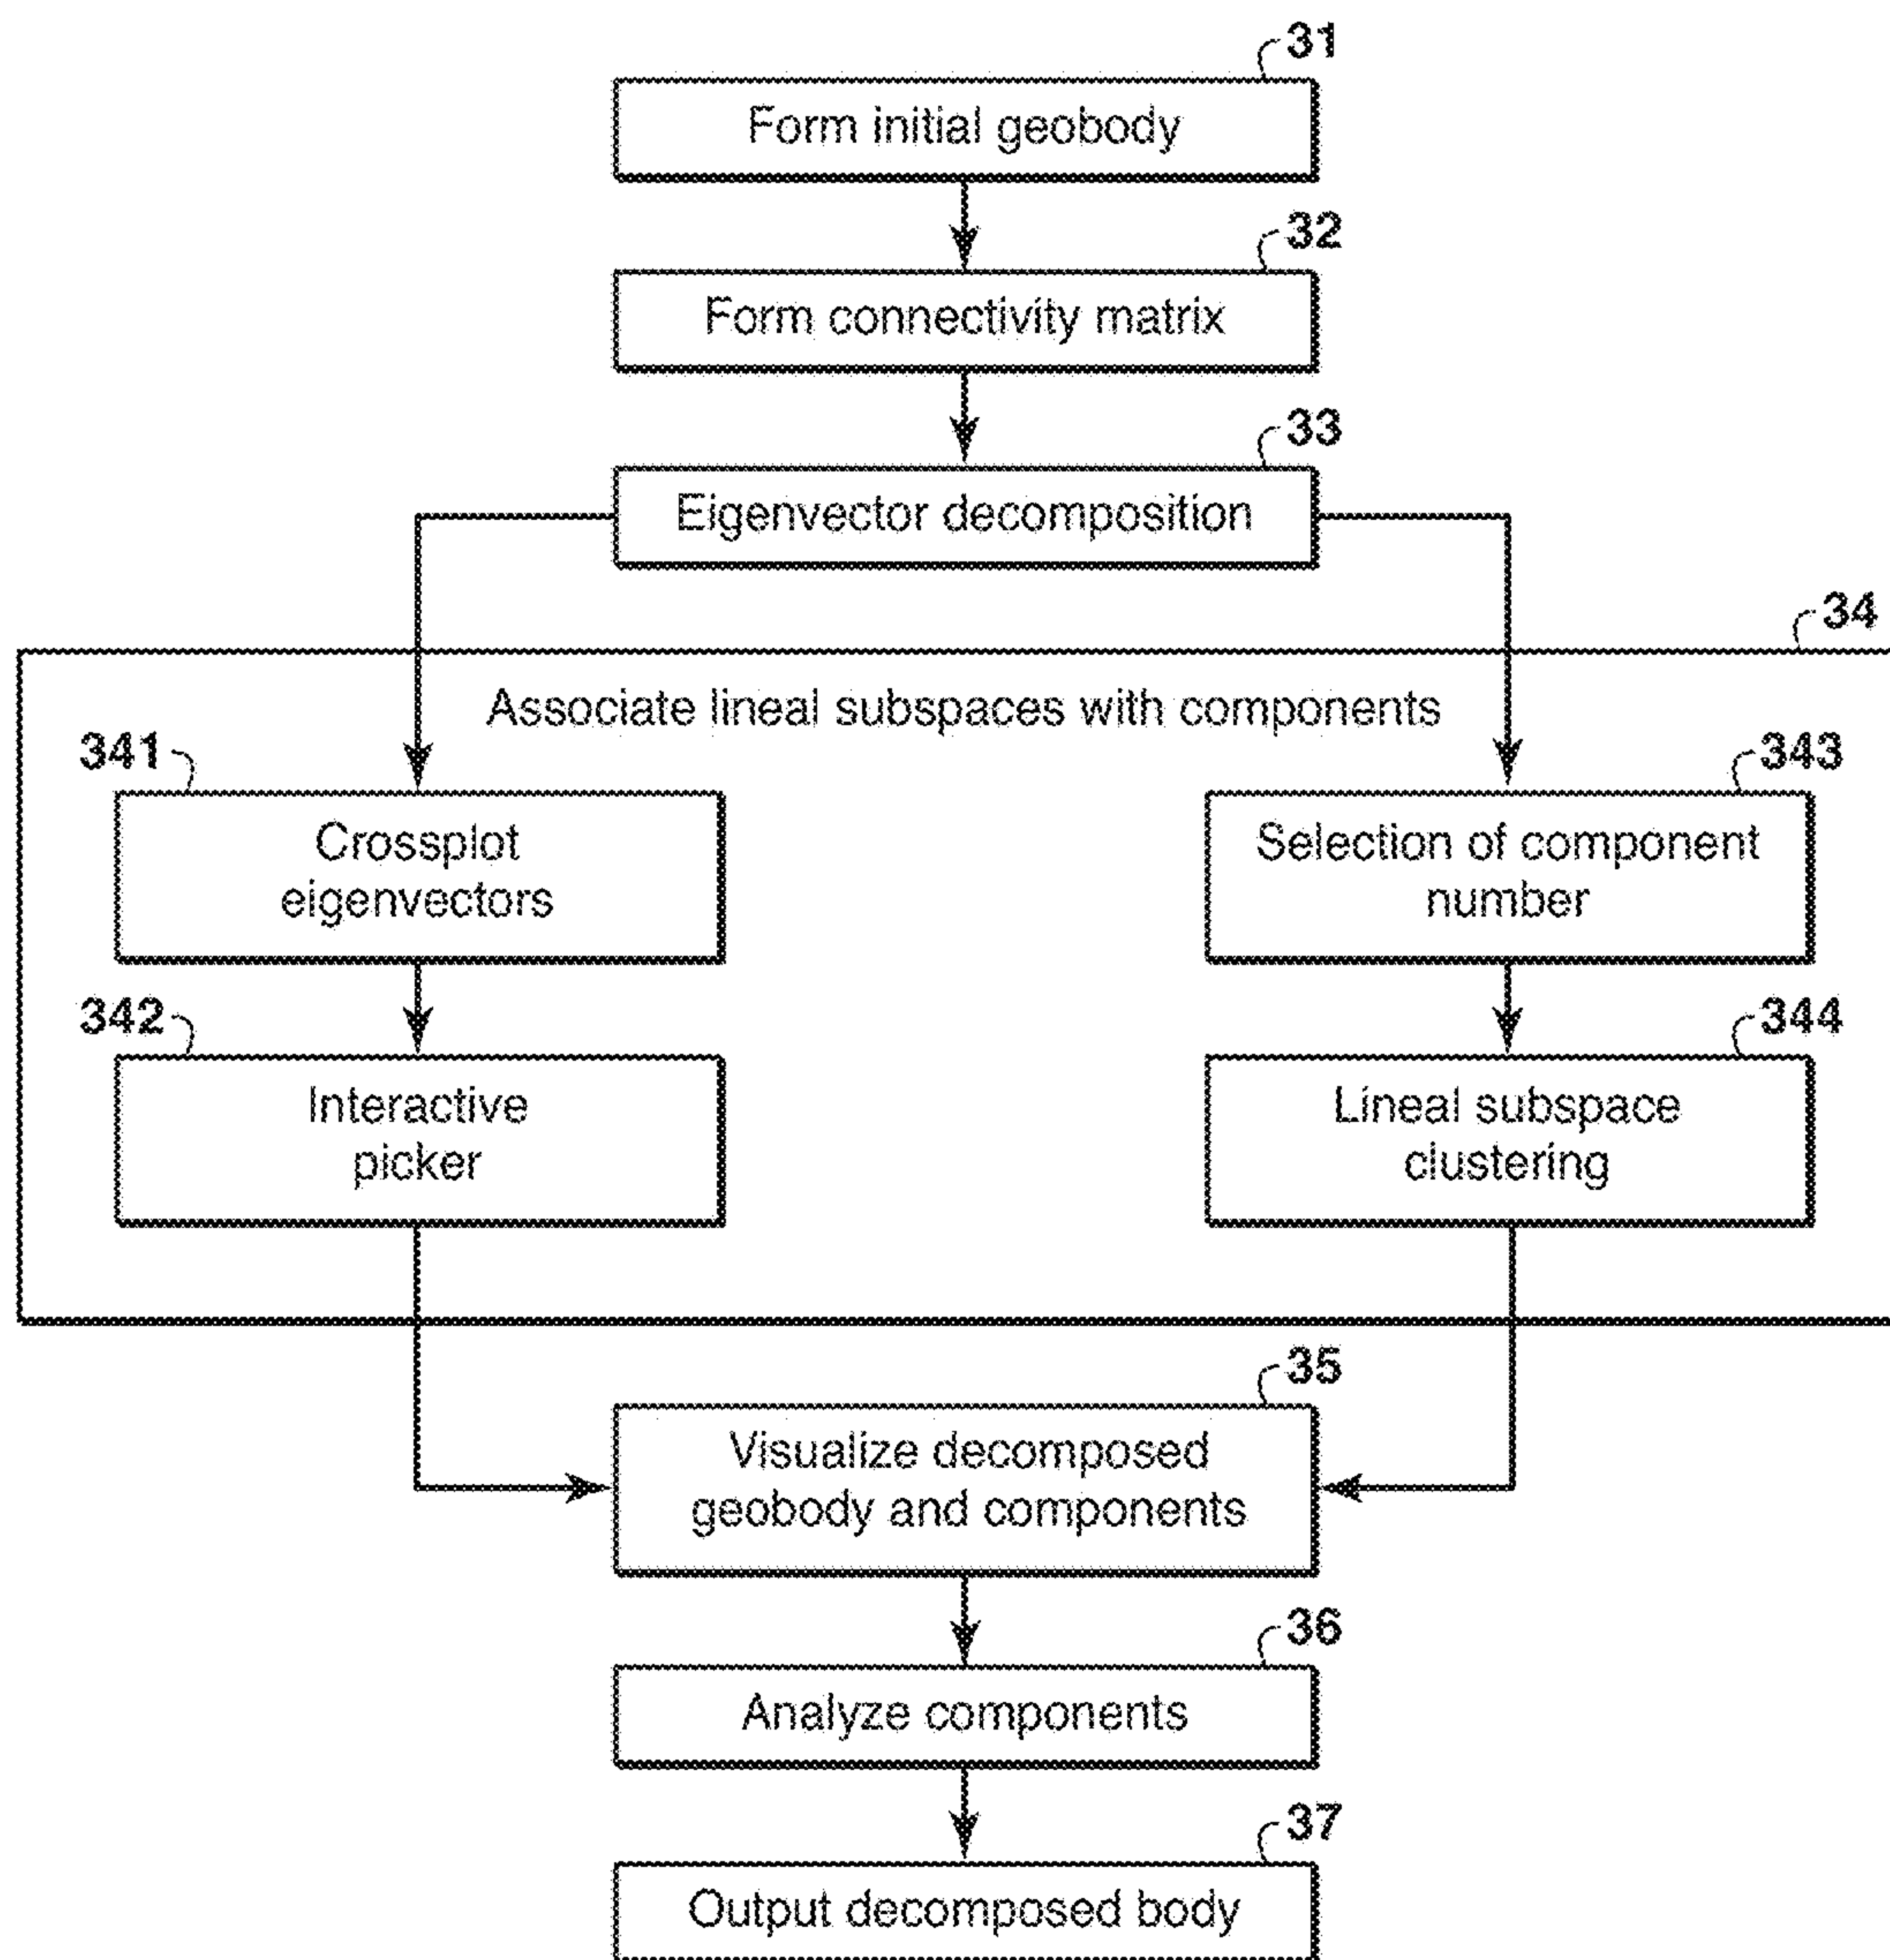 31
Form initial geobody
32
Form connectivity matrix
33
Eigenvector decomposition
34
Associate lineal subspaces with components
341
Crossplot
eigenvectors
343
Selection of component
number
342
Interactive
picker
344
Lineal subspace
clustering
35
Visualize decomposed
geobody and components
36
Analyze components
37
Output decomposed body